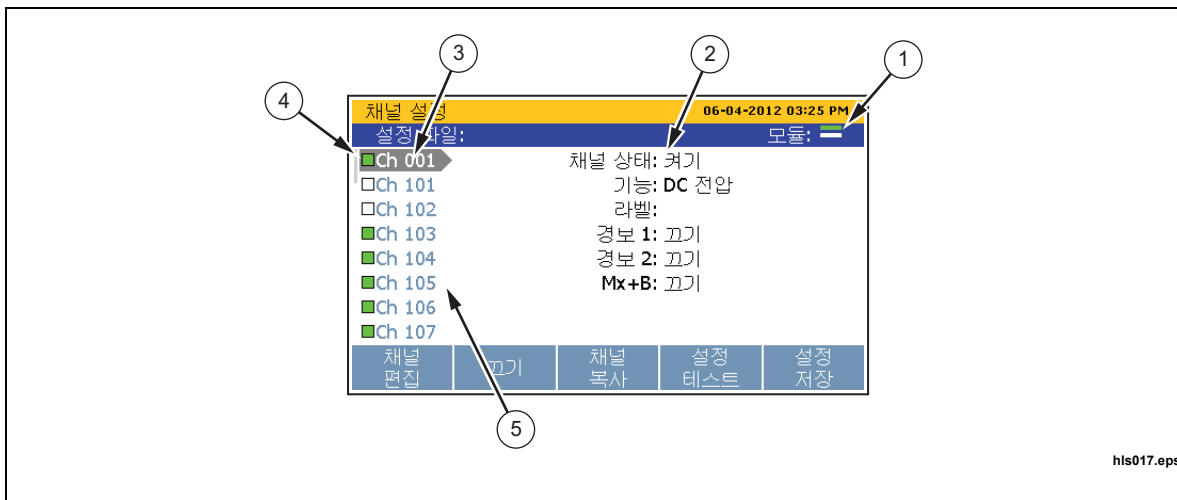 3
2
1
4
채널 설정
06-04-2012 03:25 PM
설정 파일:
모듈:
Ch 001
채널 상태: 켜기
Ch 101
기능: DC 전압
Ch 102
라벨:
Ch 103
경보 1: 끄기
Ch 104
경보 2: 끄기
Ch 105
Mx+B: 끄기
Ch 106
Ch 107
채널 편집
끄기
채널 복사
설정 테스트
설정 저장
5
hls017.eps